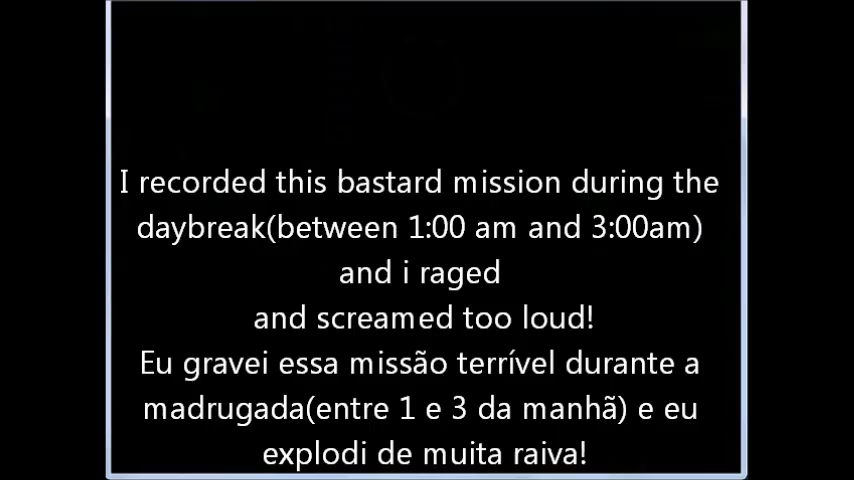 I recorded this bastard mission during the
daybreak(between 1:00 am and 3:00am)
and i raged
and screamed too loud!
Eu gravei essa missão terrível durante a
madrugada(entre 1 e 3 da manhã) e eu
explodi de muita raiva!